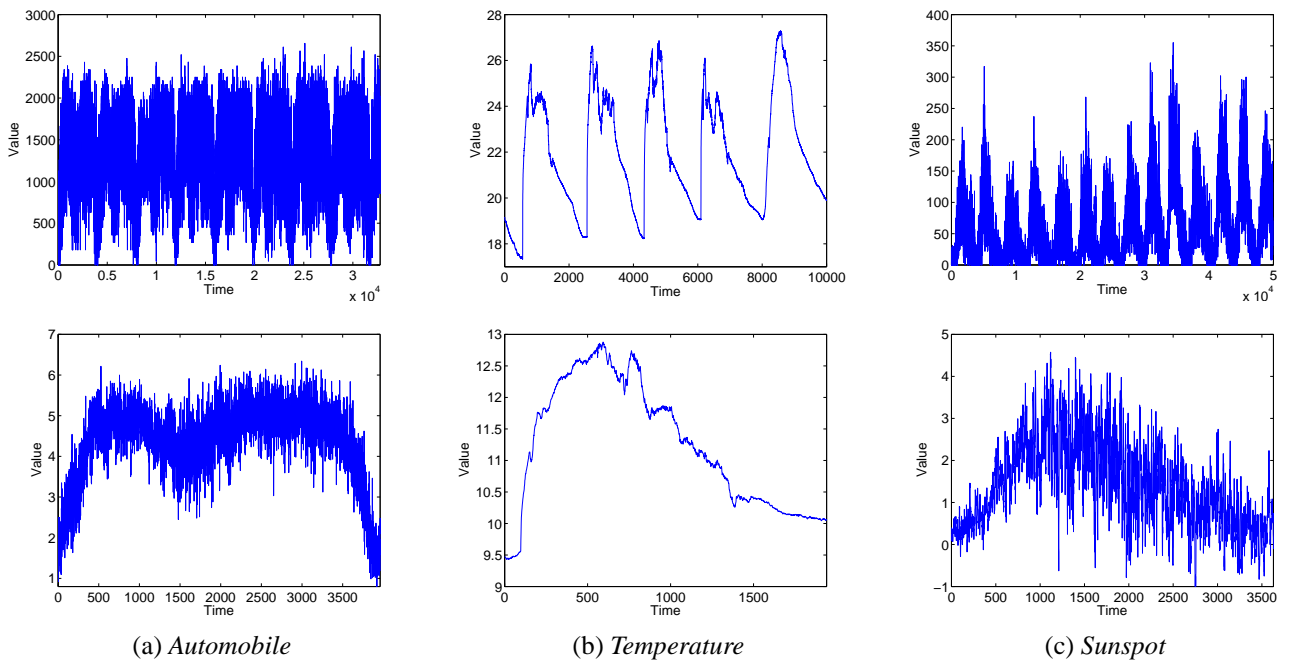 3000
2500
2000
1500
1000
500
0
Value
0 0.5 1 1.5 2 2.5 3
Time
x 10^4
28
26
24
22
20
18
Value
0 2000 4000 6000 8000 10000
Time
400
350
300
250
200
150
100
50
0
Value
0 1 2 3 4 5
Time
x 10^4
7
6
5
4
3
2
1
Value
0 500 1000 1500 2000 2500 3000 3500
Time
13
12.5
12
11.5
11
10.5
10
9.5
9
Value
0 500 1000 1500
Time
5
4
3
2
1
0
−1
Value
0 500 1000 1500 2000 2500 3000 3500
Time
(a) Automobile
(b) Temperature
(c) Sunspot